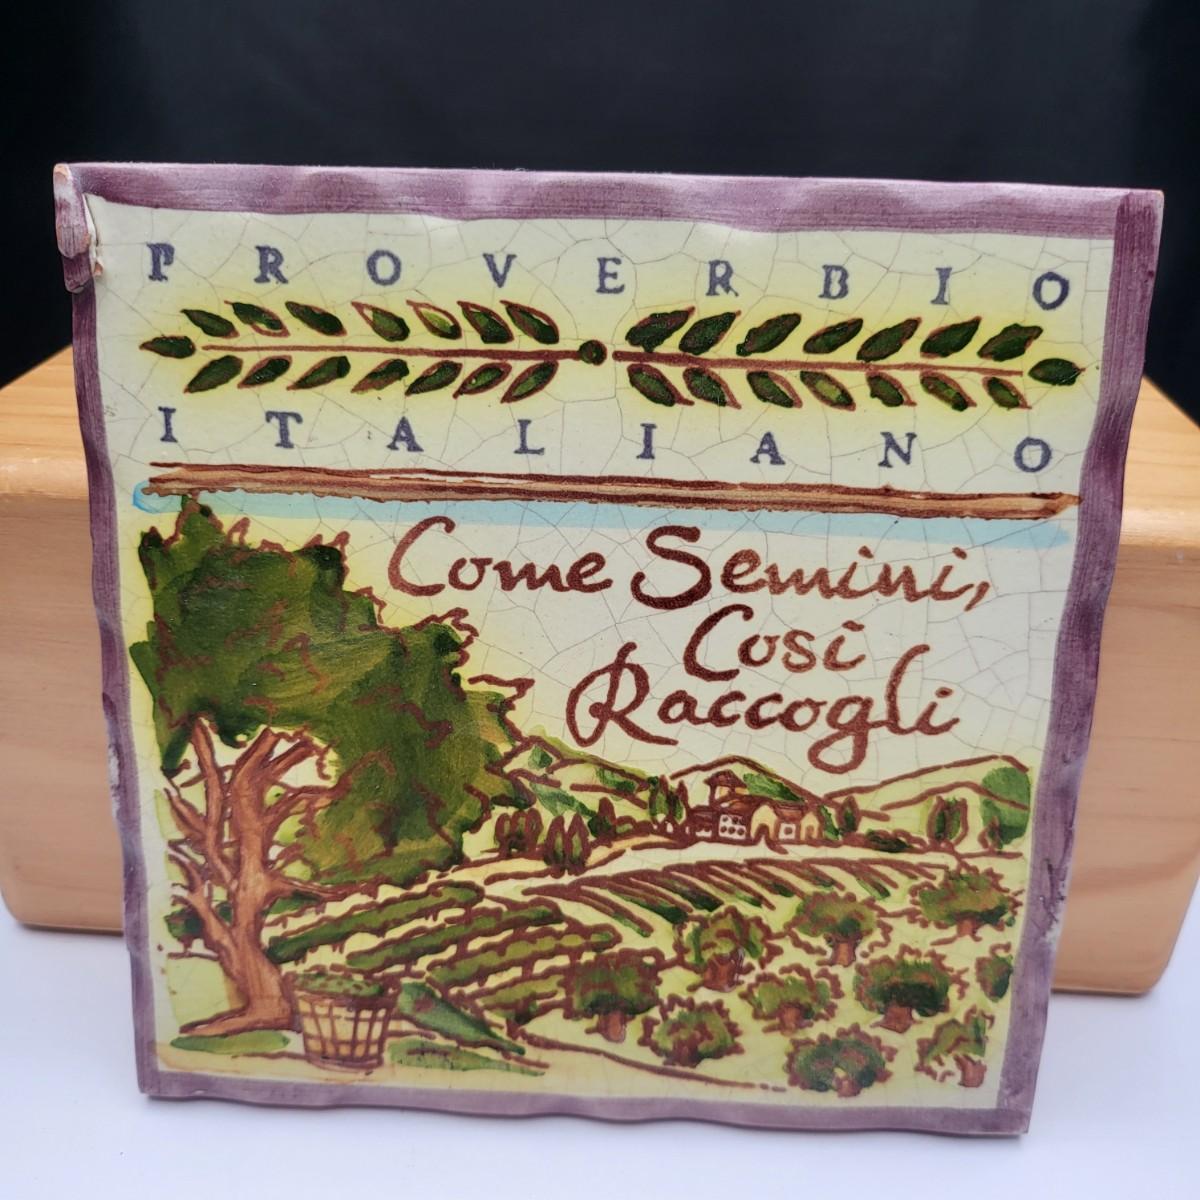 PROVERBIO
ITALIANO
Come Semini,
Cosi
Raccogli